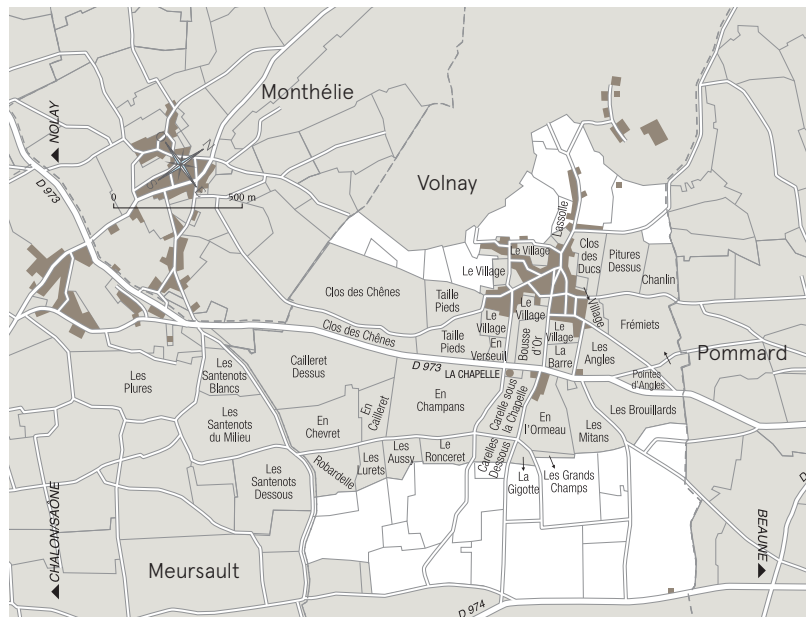 Monthélie
NOLAY
D 973
N
S
0
500 m
Volnay
Lassolle
Le Village
Clos
des
Ducs
Pitures
Dessus
Chanlin
Le Village
Clos des Chênes
Taille
Pieds
Le
Village
Le
Village
Village
Frémiets
Clos des Chênes
Taille
Pieds
En
Verseuil
Bousse
d'Or
Le
Village
La
Barre
Les
Angles
Pommard
D 973
LA CHAPELLE
Pointes
d'Angles
Les
Plures
Les
Santenots
Blancs
Cailleret
Dessus
En
Champans
Carelle sous
la Chapelle
En
l'Ormeau
Les Brouillards
Les
Mitans
Les
Santenots
du Milieu
En
Chevret
En
Cailleret
Le
Ronceret
Les
Aussy
Les
Lurets
Robardelle
Carelles
Dessous
La
Gigotte
Les Grands
Champs
Les
Santenots
Dessous
CHALON/SAÔNE
Meursault
BEAUNE
D
D 974